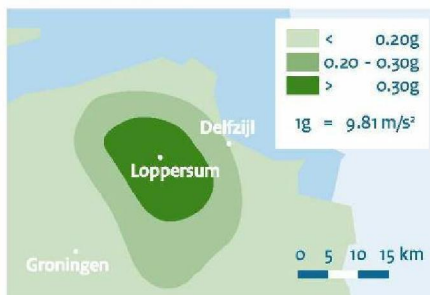 < 0.20g
0.20 - 0.30g
> 0.30g
1g = 9.81 m/s²
Delfzijl
Loppersum
Groningen
0 5 10 15 km